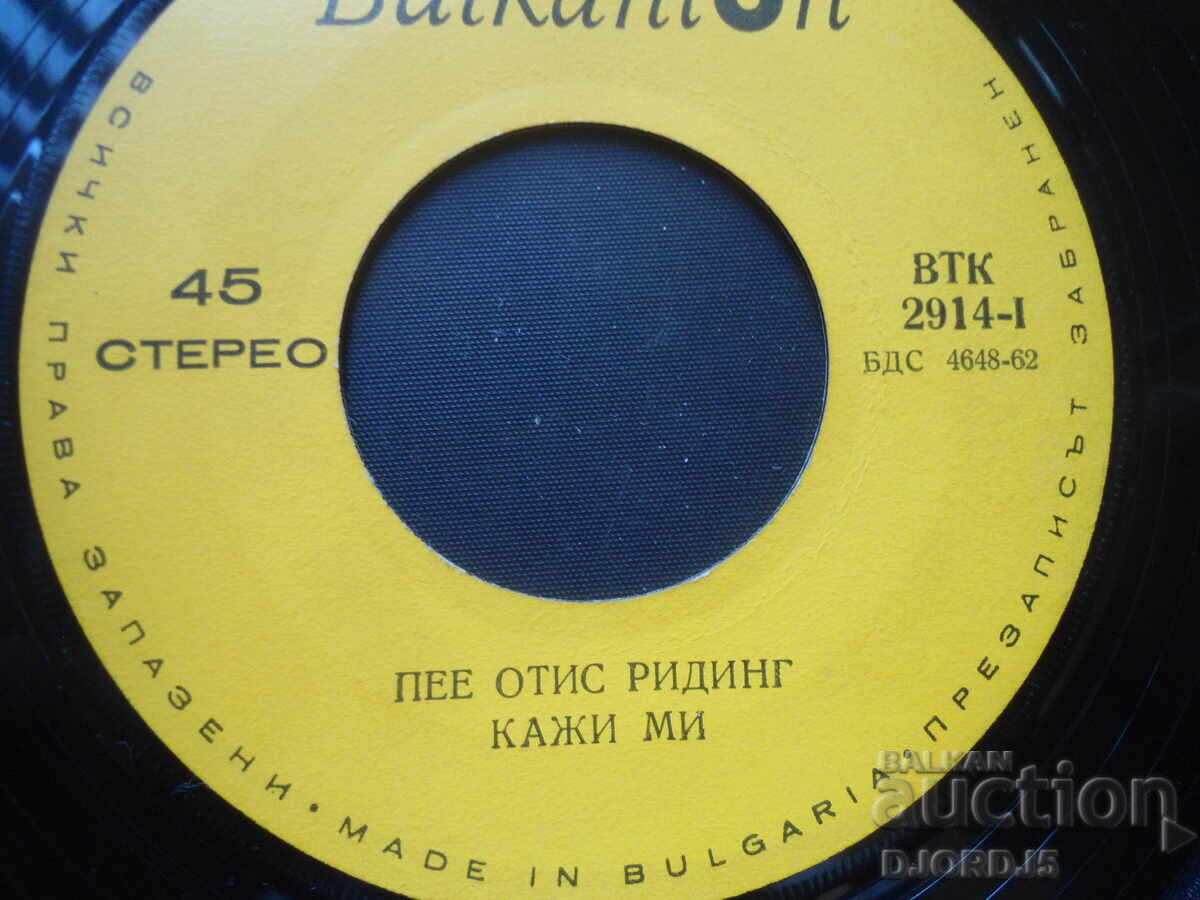 Balkanton
45
СТЕРЕО
ВТК
2914-I
БДС 4648-62
ПЕЕ ОТИС РИДИНГ
КАЖИ МИ
ВСИЧКИ ПРАВА ЗАПАЗЕНИ • MADE IN BULGARIA • ПРЕЗАПИСЪТ ЗАБРАНЕН
BALKAN
auction
DJORDJ5